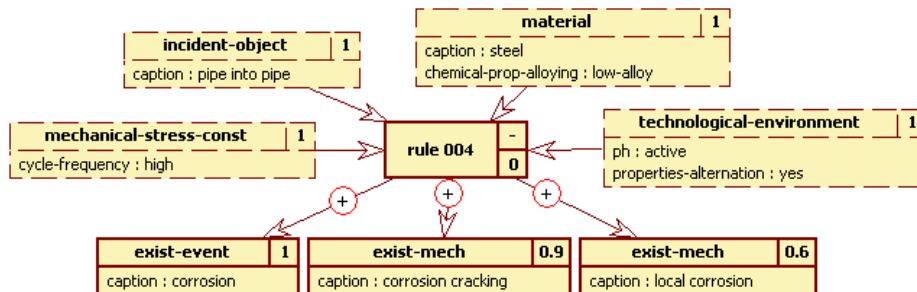 incident-object 1
caption : pipe into pipe
material 1
caption : steel
chemical-prop-alloying : low-alloy
mechanical-stress-const 1
cycle-frequency : high
rule 004 -
0
technological-environment 1
ph : active
properties-alternation : yes
+ + +
exist-event 1
caption : corrosion
exist-mech 0.9
caption : corrosion cracking
exist-mech 0.6
caption : local corrosion